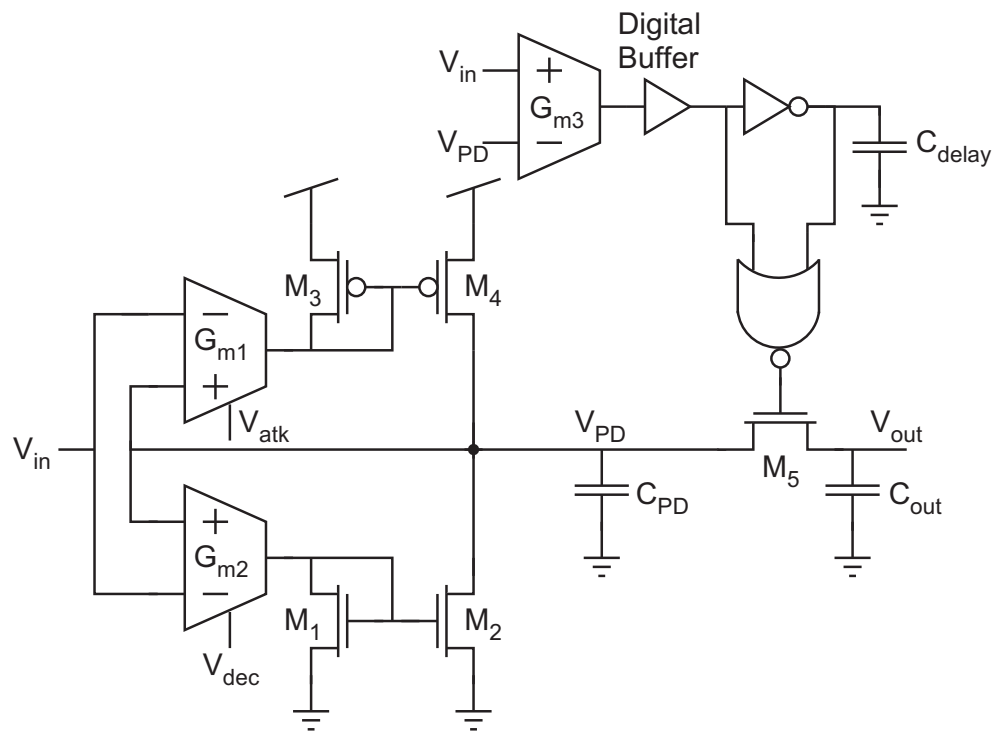 Digital
Buffer
V_in
+
G_m3
V_PD
−
C_delay
M_3
M_4
−
G_m1
+
V_atk
V_in
V_PD
V_out
M_5
C_PD
C_out
+
G_m2
−
M_1
M_2
V_dec